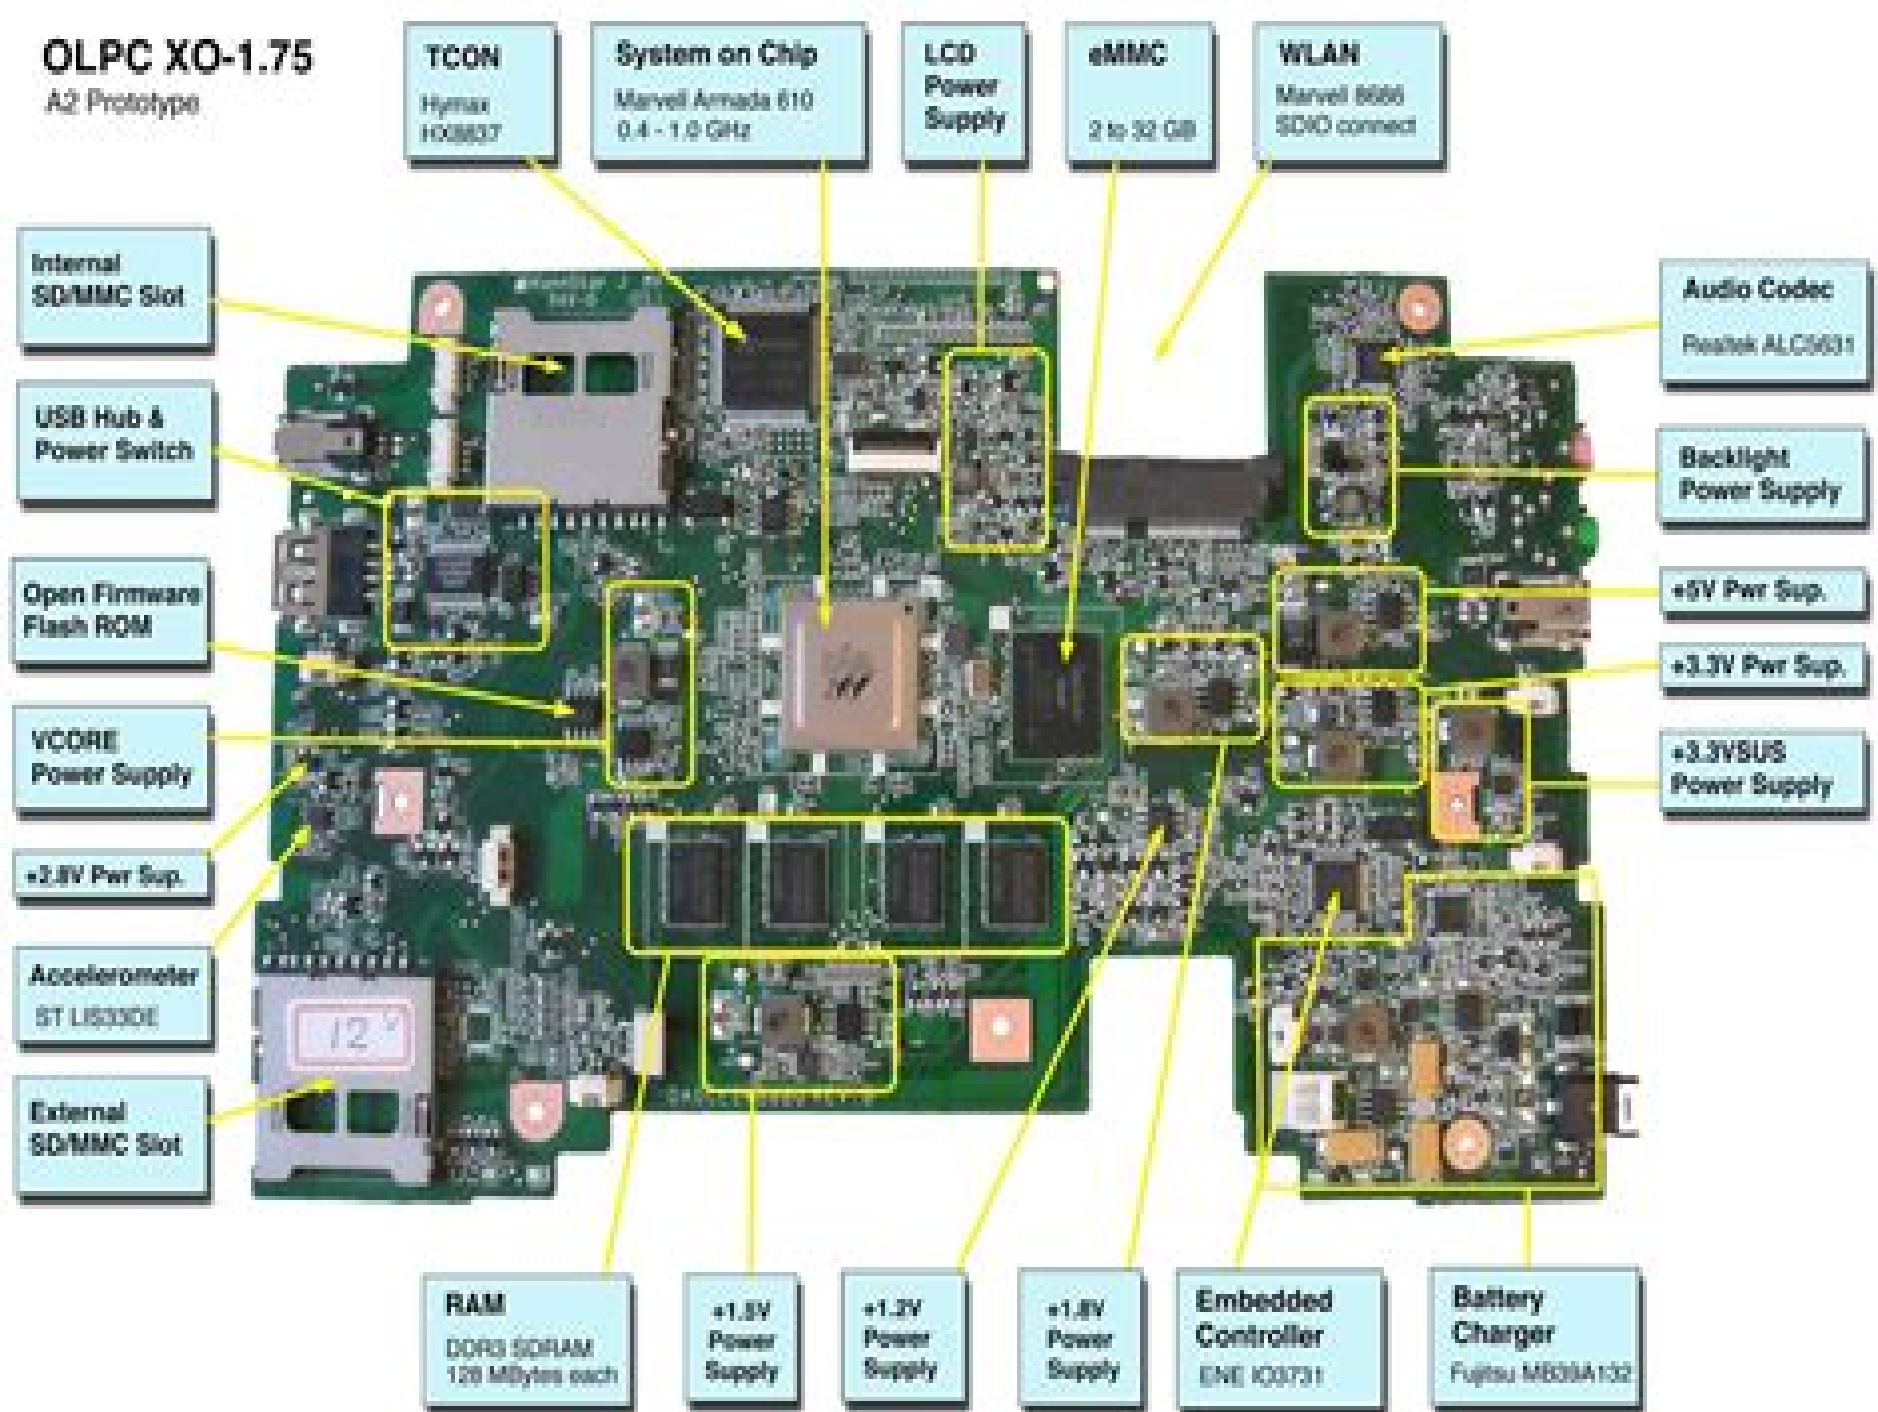 OLPC XO-1.75
A2 Prototype
TCON
Hymax
HX8837
System on Chip
Marvell Armada 610
0.4 - 1.0 GHz
LCD
Power
Supply
eMMC
2 to 32 GB
WLAN
Marvell 8686
SDIO connect
Internal
SD/MMC Slot
USB Hub &
Power Switch
Open Firmware
Flash ROM
VCORE
Power Supply
+2.8V Pwr Sup.
Accelerometer
ST LIS33DE
External
SD/MMC Slot
Audio Codec
Realtek ALC5631
Backlight
Power Supply
+5V Pwr Sup.
+3.3V Pwr Sup.
+3.3VSUS
Power Supply
12
RAM
DDR3 SDRAM
128 MBytes each
+1.5V
Power
Supply
+1.2V
Power
Supply
+1.8V
Power
Supply
Embedded
Controller
ENE IO3731
Battery
Charger
Fujitsu MB39A132